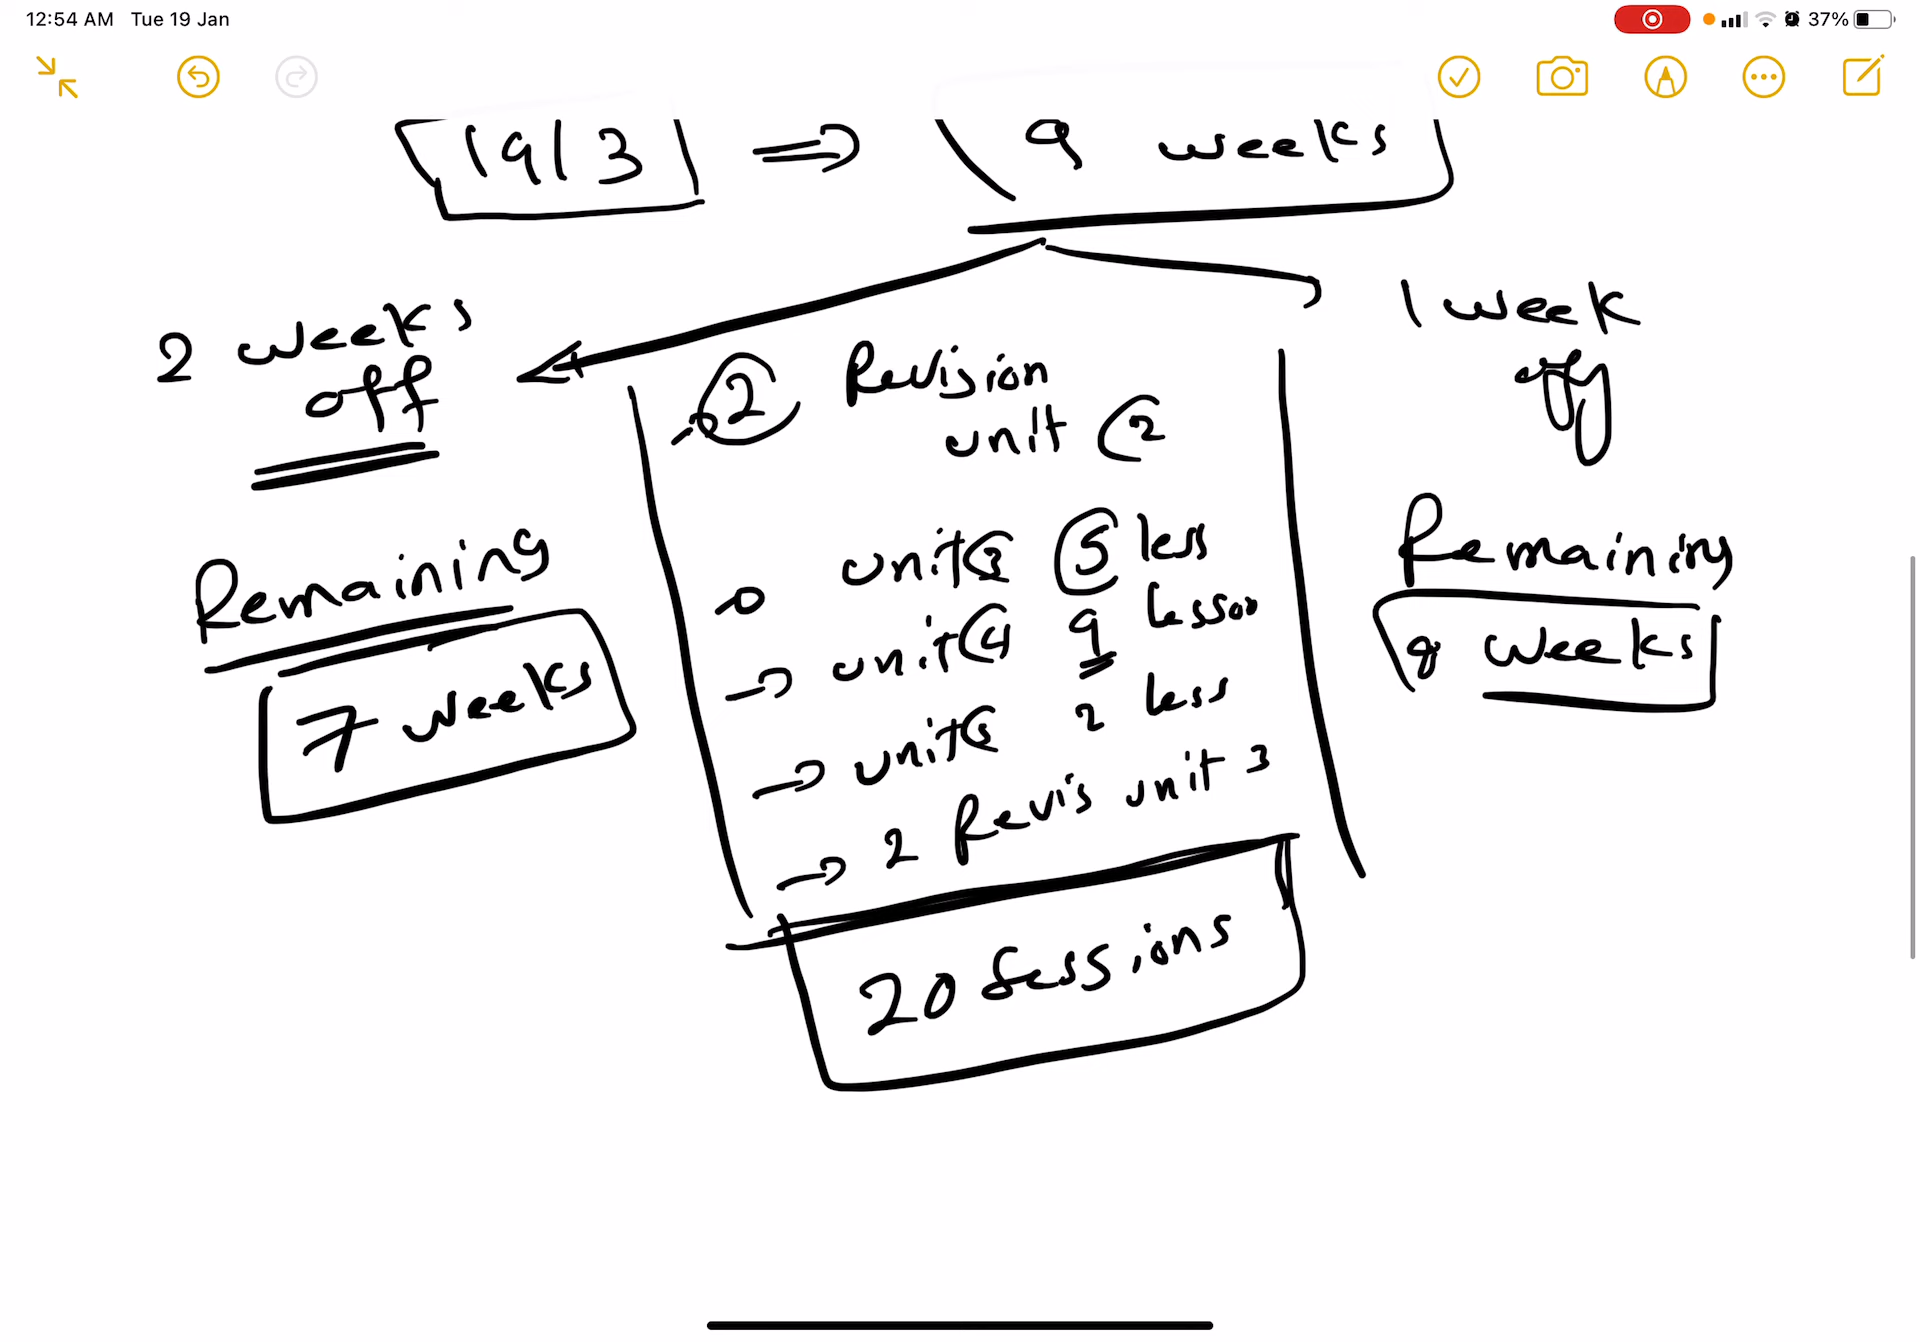 12:54 AM Tue 19 Jan
37%
19/3 ⇒ 9 weeks
2 weeks
off
Remaining
7 weeks
2 Revision
unit 2
unit 3 5 less
unit 4 9 lesson
unit 5 2 less
2 Revis unit 3
20 Sessions
1 week
off
Remaining
8 weeks